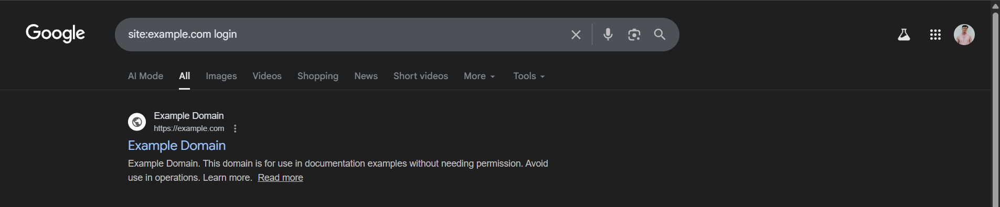 Google
site:example.com login
AI Mode All Images Videos Shopping News Short videos More Tools
Example Domain
https://example.com
Example Domain
Example Domain. This domain is for use in documentation examples without needing permission. Avoid
use in operations. Learn more. Read more